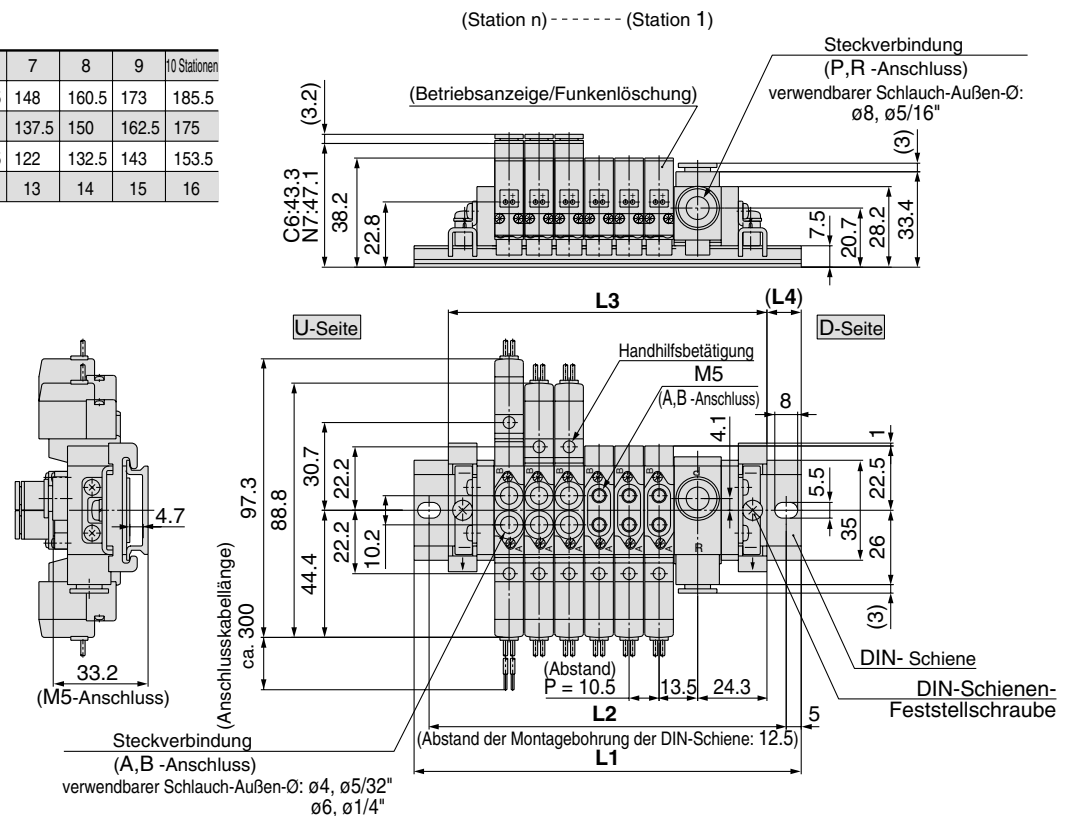 (Station n) - - - - - - - (Station 1)
7 8 9 10 Stationen
148 160.5 173 185.5
137.5 150 162.5 175
122 132.5 143 153.5
13 14 15 16
Steckverbindung
(P,R -Anschluss)
verwendbarer Schlauch-Außen-Ø:
ø8, ø5/16"
(Betriebsanzeige/Funkenlöschung)
(3.2)
C6:43.3
N7:47.1
38.2
22.8
(3)
7.5
20.7
28.2
33.4
L3
(L4)
U-Seite
D-Seite
Handhilfsbetätigung
M5
(A,B -Anschluss)
4.1
8
1
5.5
22.5
35
26
(3)
97.3
88.8
44.4
30.7
22.2
22.2
10.2
B B B B B B
A A A A A A
P
R
4.7
33.2
(M5-Anschluss)
(Anschlusskabellänge)
ca. 300
(Abstand)
P = 10.5
13.5
24.3
DIN- Schiene
DIN-Schienen-
Feststellschraube
L2
5
(Abstand der Montagebohrung der DIN-Schiene: 12.5)
L1
Steckverbindung
(A,B -Anschluss)
verwendbarer Schlauch-Außen-Ø: ø4, ø5/32"
ø6, ø1/4"